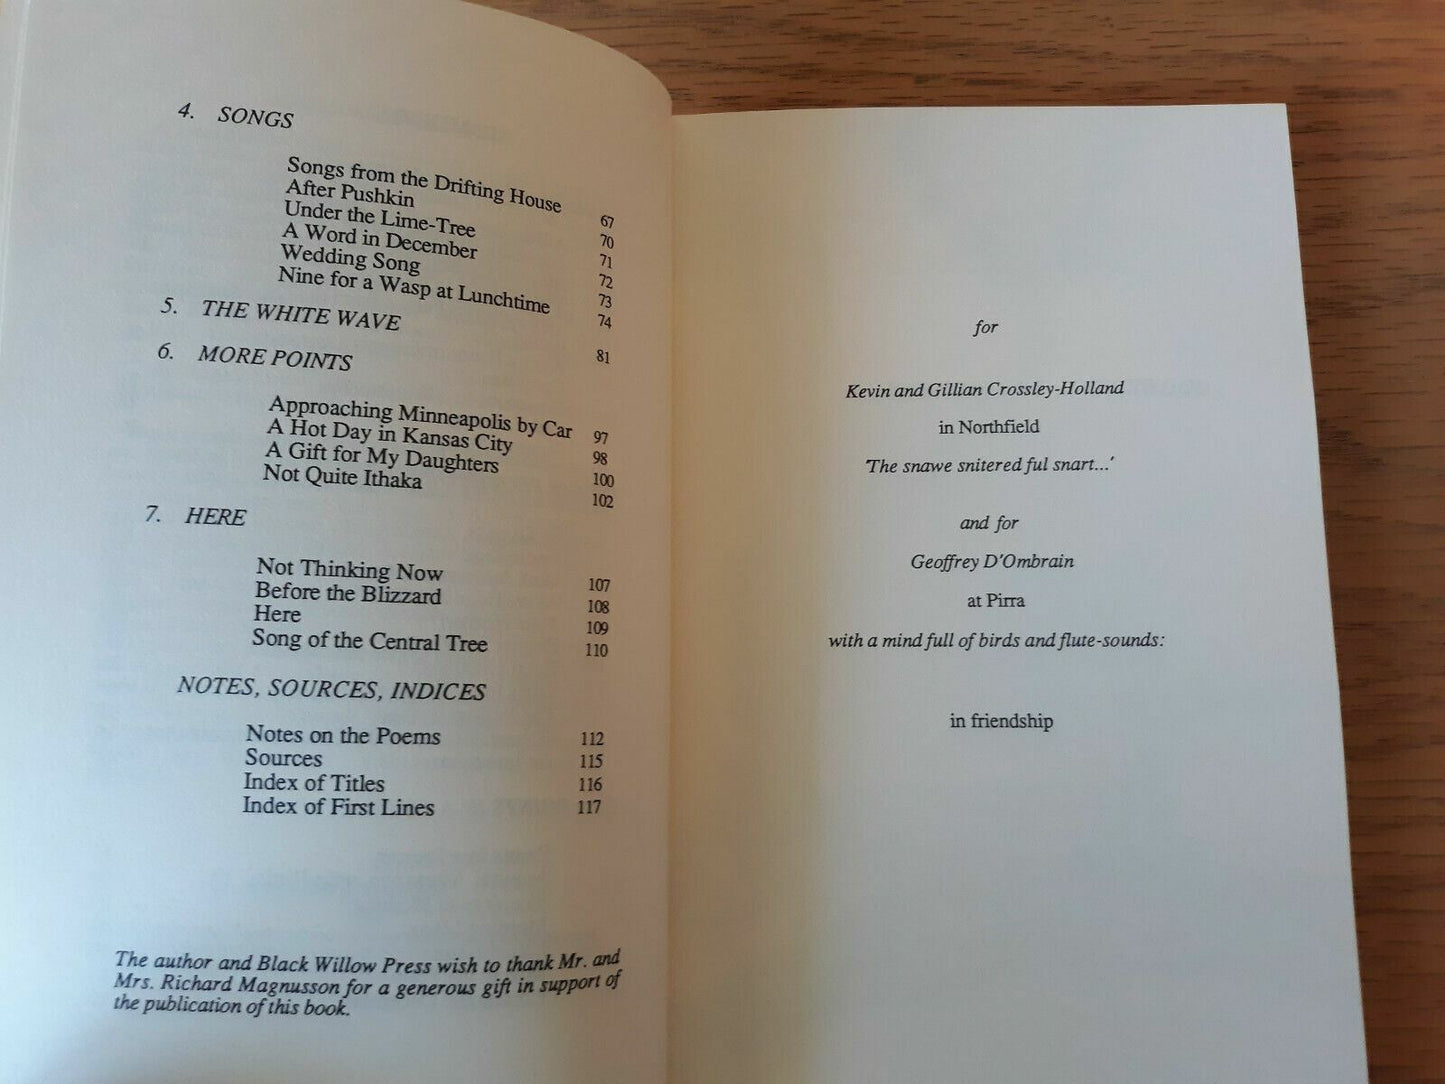 4. SONGS
Songs from the Drifting House 67
After Pushkin 70
Under the Lime-Tree 71
A Word in December 72
Wedding Song 73
Nine for a Wasp at Lunchtime 74
5. THE WHITE WAVE 81
6. MORE POINTS
Approaching Minneapolis by Car 97
A Hot Day in Kansas City 98
A Gift for My Daughters 100
Not Quite Ithaka 102
7. HERE
Not Thinking Now 107
Before the Blizzard 108
Here 109
Song of the Central Tree 110
NOTES, SOURCES, INDICES
Notes on the Poems 112
Sources 115
Index of Titles 116
Index of First Lines 117
The author and Black Willow Press wish to thank Mr. and
Mrs. Richard Magnusson for a generous gift in support of
the publication of this book.
for
Kevin and Gillian Crossley-Holland
in Northfield
'The snawe snitered ful snart...'
and for
Geoffrey D'Ombrain
at Pirra
with a mind full of birds and flute-sounds:
in friendship